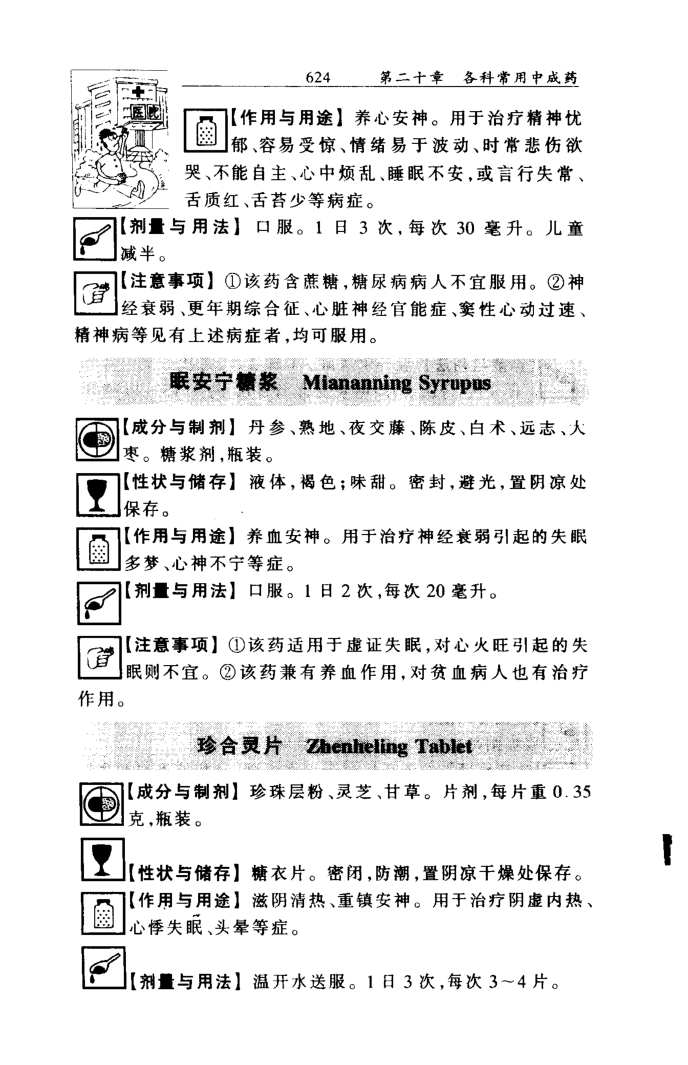 624 第二十章 各科常用中成药
医院
【作用与用途】养心安神。用于治疗精神忧
郁、容易受惊、情绪易于波动、时常悲伤欲
哭、不能自主、心中烦乱、睡眠不安,或言行失常、
舌质红、舌苔少等病症。
【剂量与用法】口服。1日3次,每次30毫升。儿童
减半。
【注意事项】①该药含蔗糖,糖尿病病人不宜服用。②神
经衰弱、更年期综合征、心脏神经官能症、窦性心动过速、
精神病等见有上述病症者,均可服用。
眠安宁糖浆 Miananning Syrupus
【成分与制剂】丹参、熟地、夜交藤、陈皮、白术、远志、大
枣。糖浆剂,瓶装。
【性状与储存】液体,褐色;味甜。密封,避光,置阴凉处
保存。
【作用与用途】养血安神。用于治疗神经衰弱引起的失眠
多梦、心神不宁等症。
【剂量与用法】口服。1日2次,每次20毫升。
【注意事项】①该药适用于虚证失眠,对心火旺引起的失
眠则不宜。②该药兼有养血作用,对贫血病人也有治疗
作用。
珍合灵片 Zhenheling Tablet
【成分与制剂】珍珠层粉、灵芝、甘草。片剂,每片重0.35
克,瓶装。
【性状与储存】糖衣片。密闭,防潮,置阴凉干燥处保存。
【作用与用途】滋阴清热、重镇安神。用于治疗阴虚内热、
心悸失眠、头晕等症。
【剂量与用法】温开水送服。1日3次,每次3~4片。